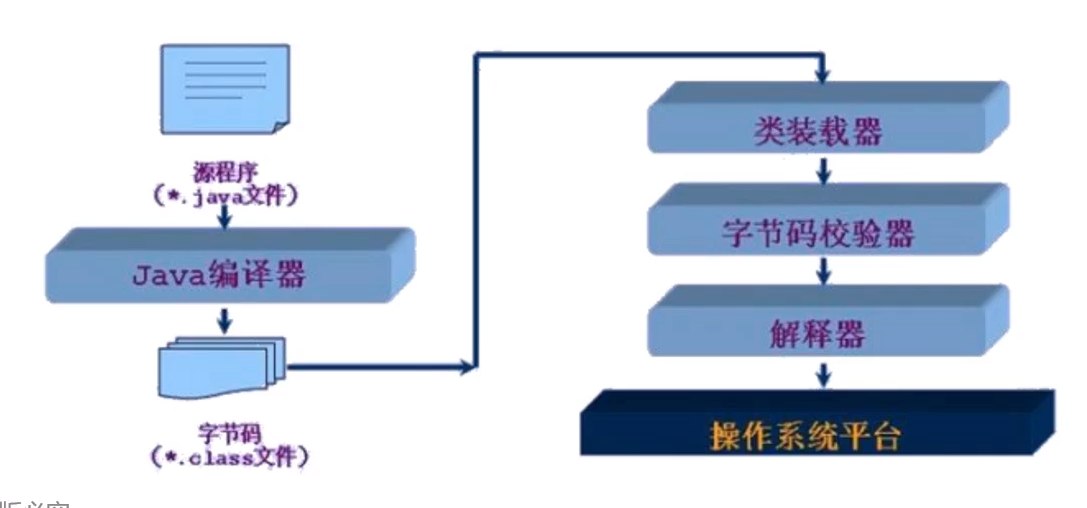 源程序
(*.java文件)
Java编译器
字节码
(*.class文件)
类装载器
字节码校验器
解释器
操作系统平台